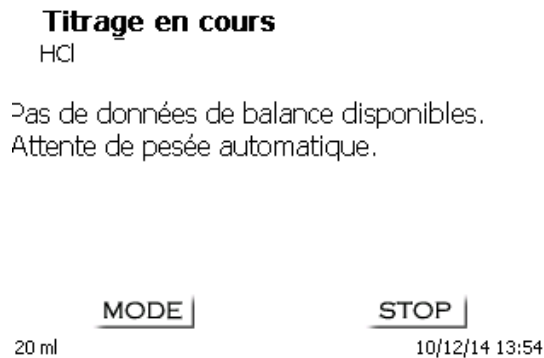 Titrage en cours
HCl
Pas de données de balance disponibles.
Attente de pesée automatique.
MODE STOP
20 ml 10/12/14 13:54